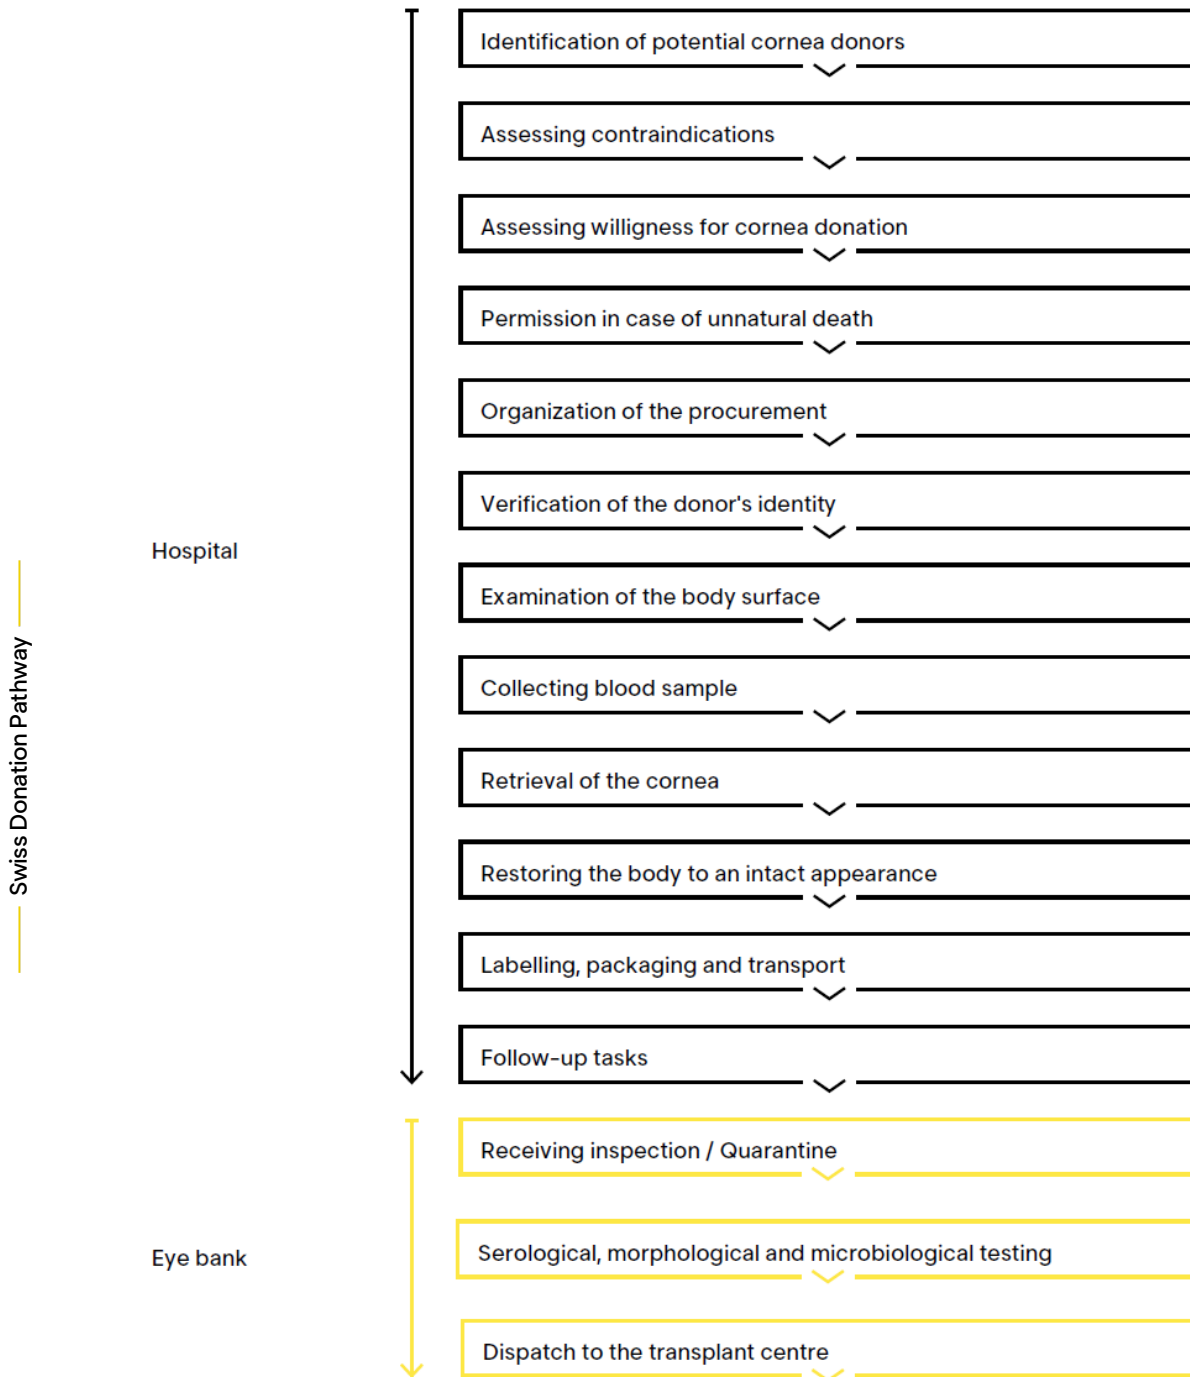 Identification of potential cornea donors
Assessing contraindications
Assessing willigness for cornea donation
Permission in case of unnatural death
Organization of the procurement
Verification of the donor's identity
Hospital
Examination of the body surface
Collecting blood sample
Swiss Donation Pathway
Retrieval of the cornea
Restoring the body to an intact appearance
Labelling, packaging and transport
Follow-up tasks
Receiving inspection / Quarantine
Eye bank
Serological, morphological and microbiological testing
Dispatch to the transplant centre